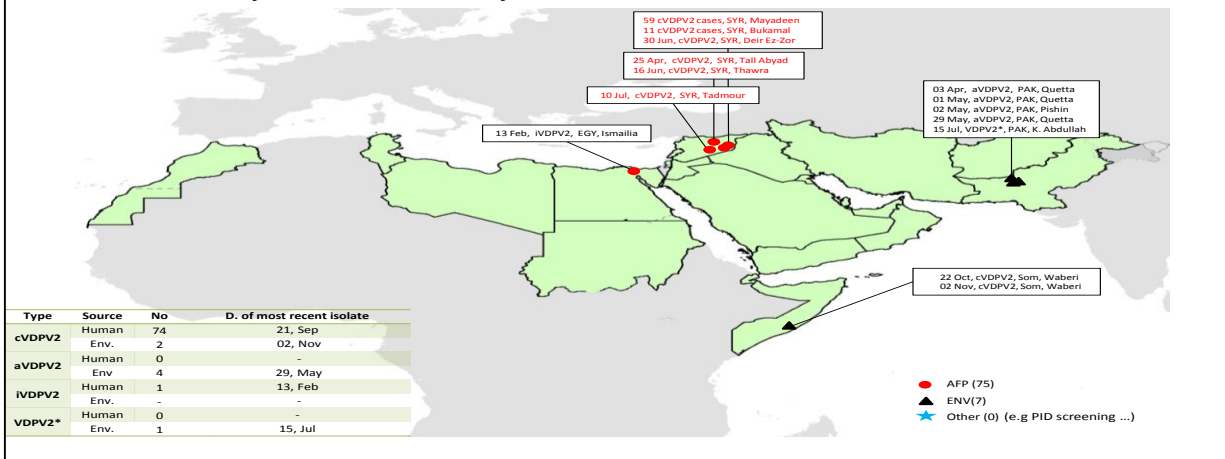 59 cVDPV2 cases, SYR, Mayadeen
11 cVDPV2 cases, SYR, Bukamal
30 Jun, cVDPV2, SYR, Deir Ez-Zor
25 Apr, cVDPV2, SYR, Tall Abyad
16 Jun, cVDPV2, SYR, Thawra
10 Jul, cVDPV2, SYR, Tadmour
13 Feb, iVDPV2, EGY, Ismailia
03 Apr, aVDPV2, PAK, Quetta
01 May, aVDPV2, PAK, Quetta
02 May, aVDPV2, PAK, Pishin
29 May, aVDPV2, PAK, Quetta
15 Jul, VDPV2*, PAK, K. Abdullah
22 Oct, cVDPV2, Som, Waberi
02 Nov, cVDPV2, Som, Waberi
Type Source No D. of most recent isolate
cVDPV2 Human 74 21, Sep
Env. 2 02, Nov
aVDPV2 Human 0 -
Env 4 29, May
iVDPV2 Human 1 13, Feb
Env. - -
VDPV2* Human 0 -
Env. 1 15, Jul
AFP (75)
ENV(7)
Other (0) (e.g PID screening ...)